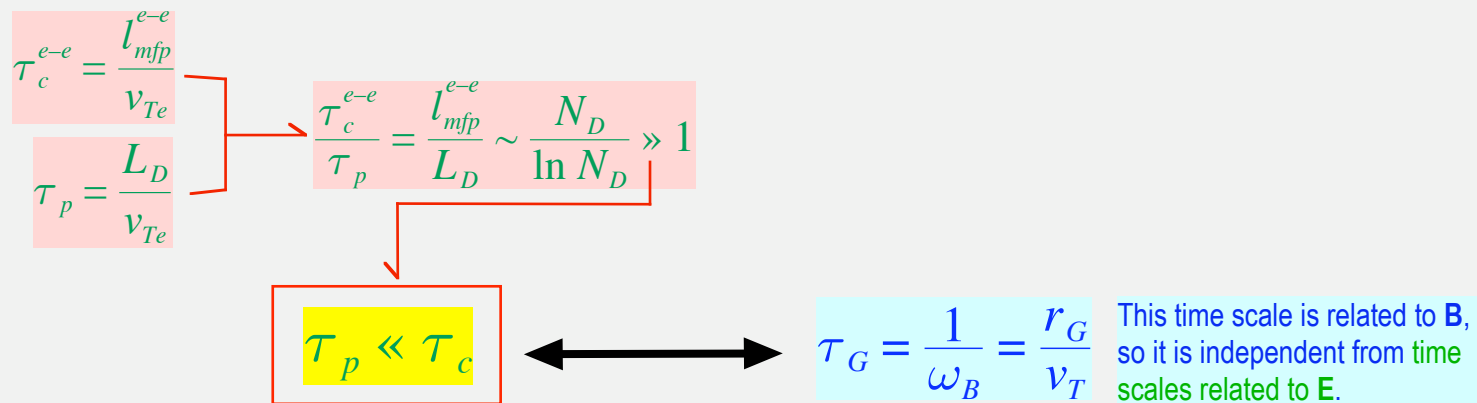 τ_c^{e–e} = l_{mfp}^{e–e} / v_{Te}
τ_p = L_D / v_{Te}
τ_c^{e–e} / τ_p = l_{mfp}^{e–e} / L_D ~ N_D / ln N_D » 1
τ_p « τ_c
τ_G = 1 / ω_B = r_G / v_T
This time scale is related to B,
so it is independent from time
scales related to E.